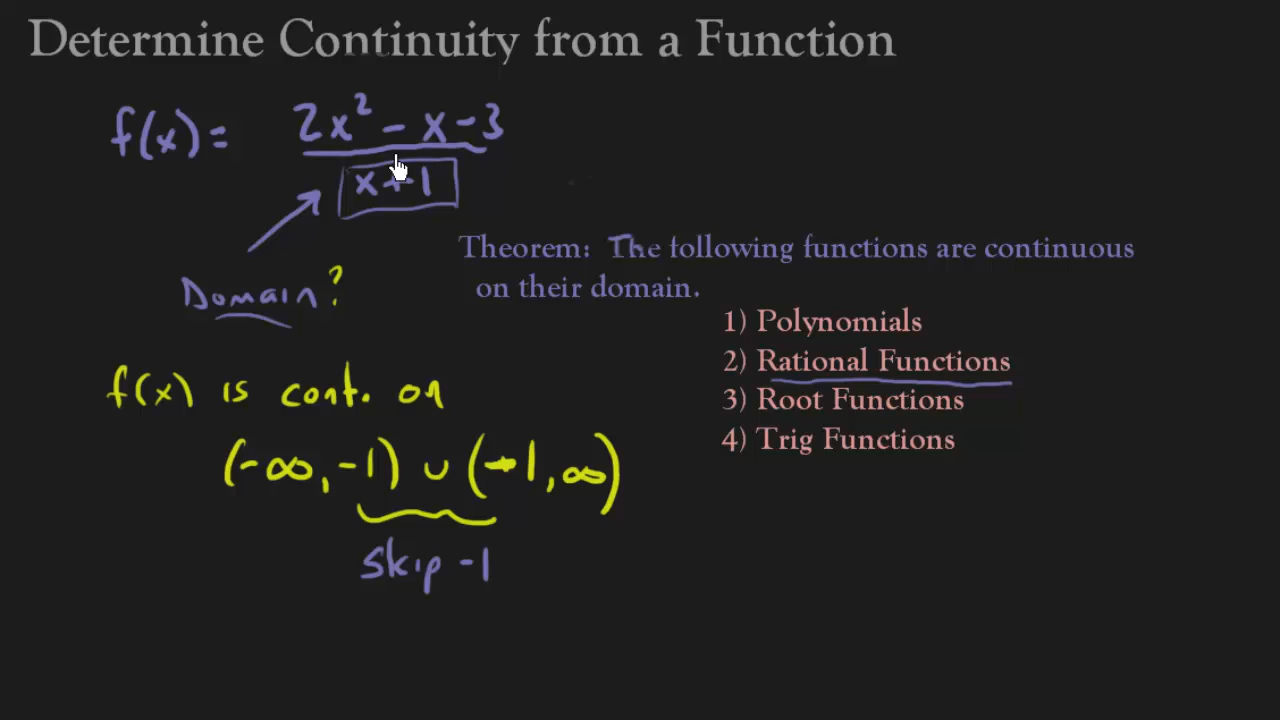 Determine Continuity from a Function
f(x) = 2x² - x - 3
x + 1
Domain?
Theorem: The following functions are continuous
on their domain.
1) Polynomials
2) Rational Functions
3) Root Functions
4) Trig Functions
f(x) is cont. on
(-∞, -1) ∪ (-1, ∞)
skip -1